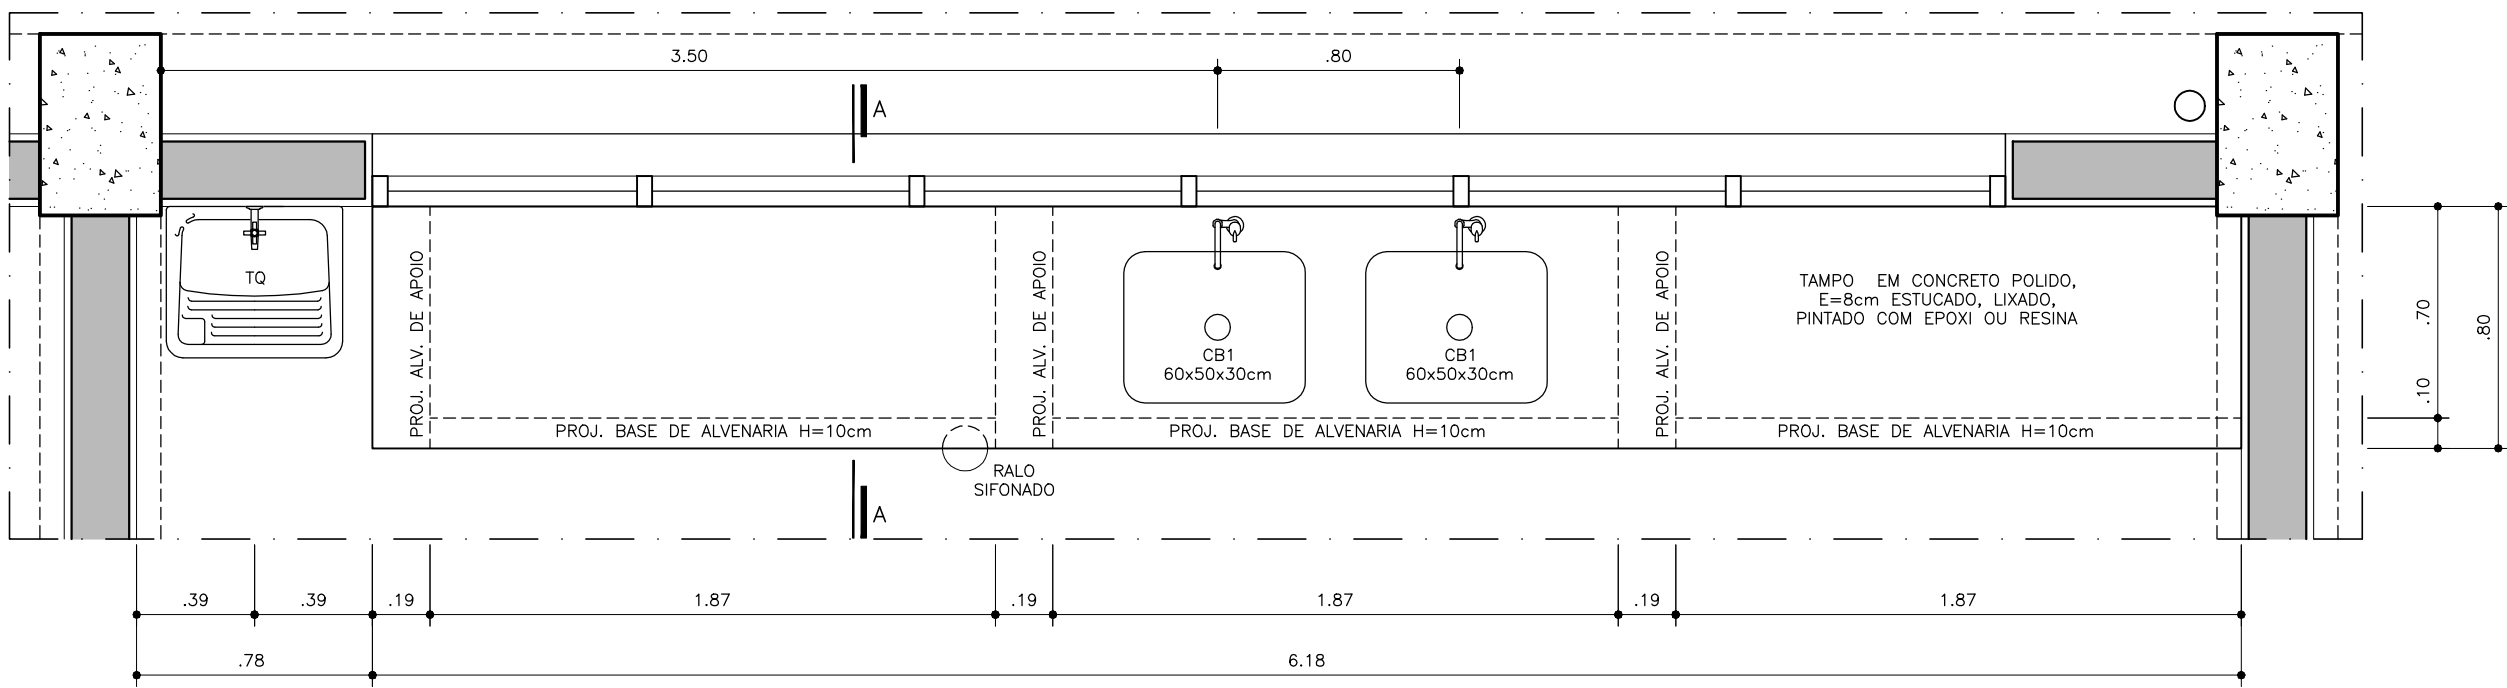 3.50
.80
A
TQ
PROJ. ALV. DE APOIO
PROJ. ALV. DE APOIO
PROJ. ALV. DE APOIO
TAMPO EM CONCRETO POLIDO,
E=8cm ESTUCADO, LIXADO,
PINTADO COM EPOXI OU RESINA
CB1
60x50x30cm
CB1
60x50x30cm
.70
.80
.10
PROJ. BASE DE ALVENARIA H=10cm
PROJ. BASE DE ALVENARIA H=10cm
PROJ. BASE DE ALVENARIA H=10cm
RALO
SIFONADO
A
.39
.39
.19
1.87
.19
1.87
.19
1.87
.78
6.18